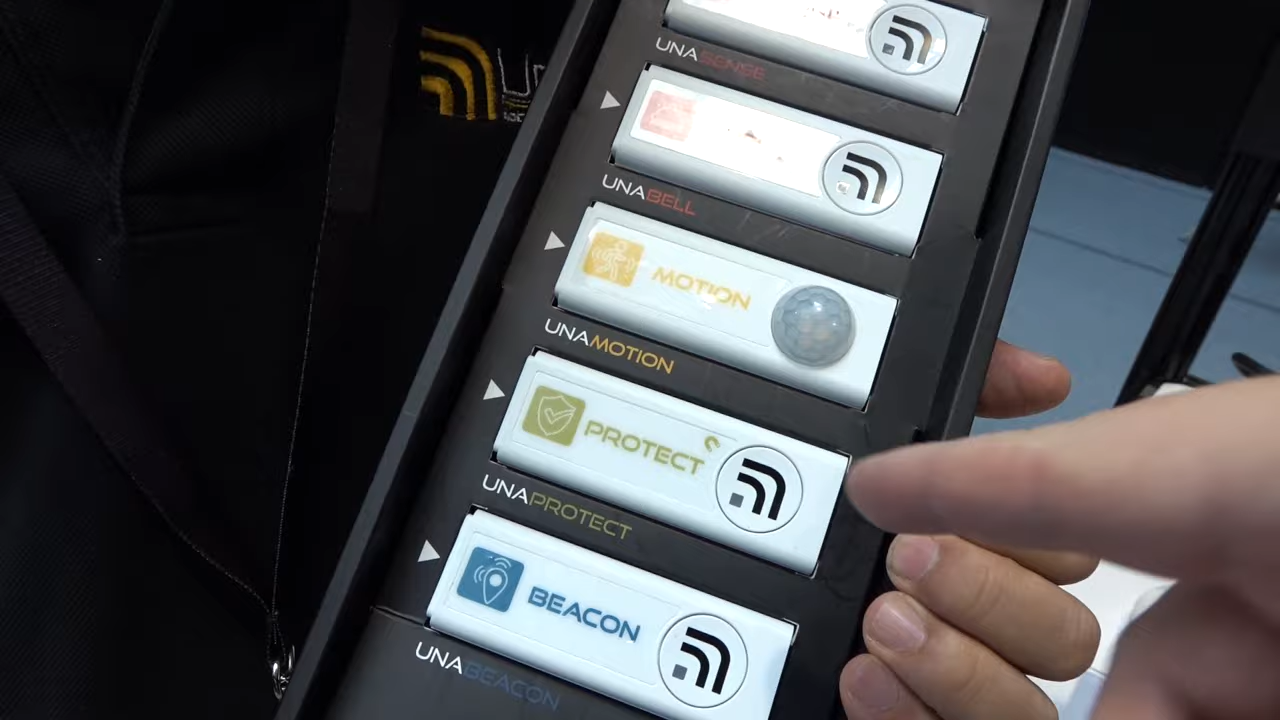 UNASENSE
UNABELL
MOTION
UNAMOTION
PROTECT
UNAPROTECT
BEACON
UNABEACON